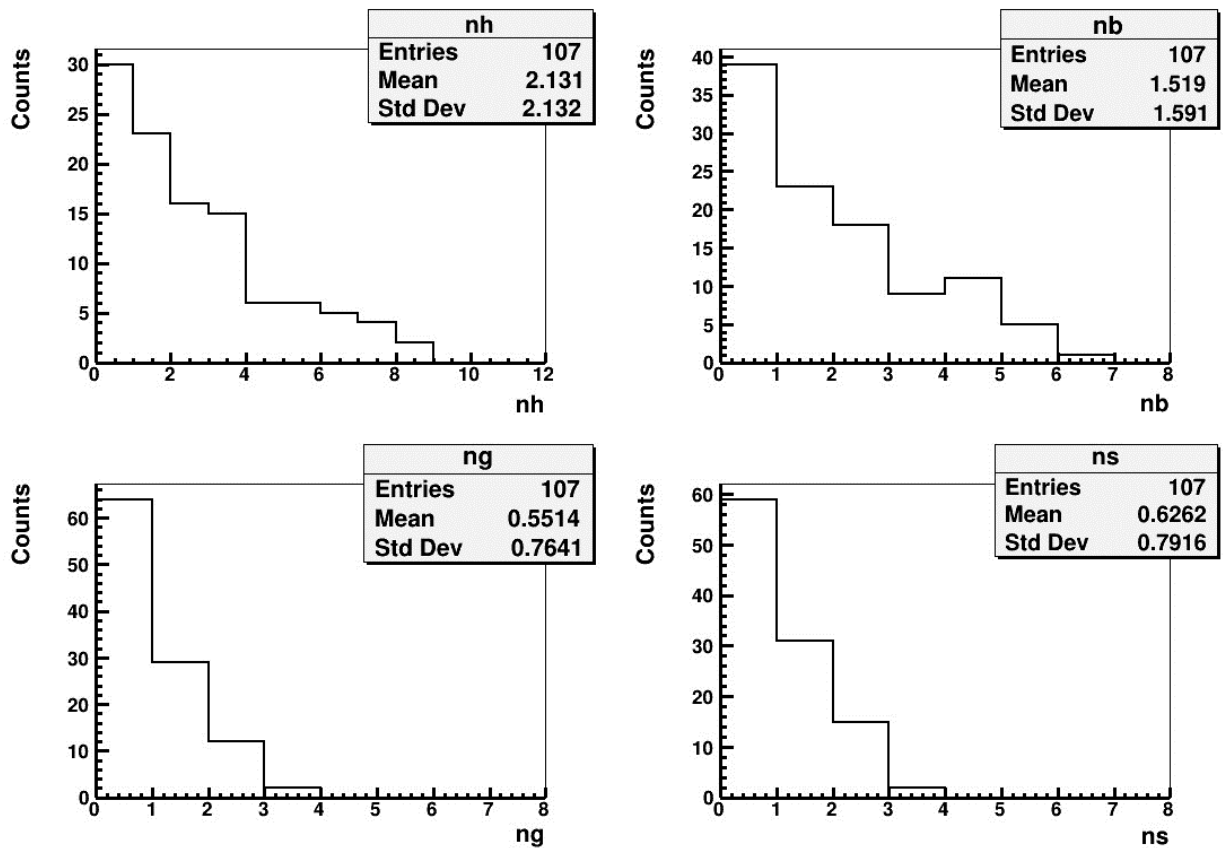 nh
Entries 107
Mean 2.131
Std Dev 2.132
Counts
30
25
20
15
10
5
0
0 2 4 6 8 10 12
nh
nb
Entries 107
Mean 1.519
Std Dev 1.591
Counts
40
35
30
25
20
15
10
5
0
0 1 2 3 4 5 6 7 8
nb
ng
Entries 107
Mean 0.5514
Std Dev 0.7641
Counts
60
50
40
30
20
10
0
0 1 2 3 4 5 6 7 8
ng
ns
Entries 107
Mean 0.6262
Std Dev 0.7916
Counts
60
50
40
30
20
10
0
0 1 2 3 4 5 6 7 8
ns